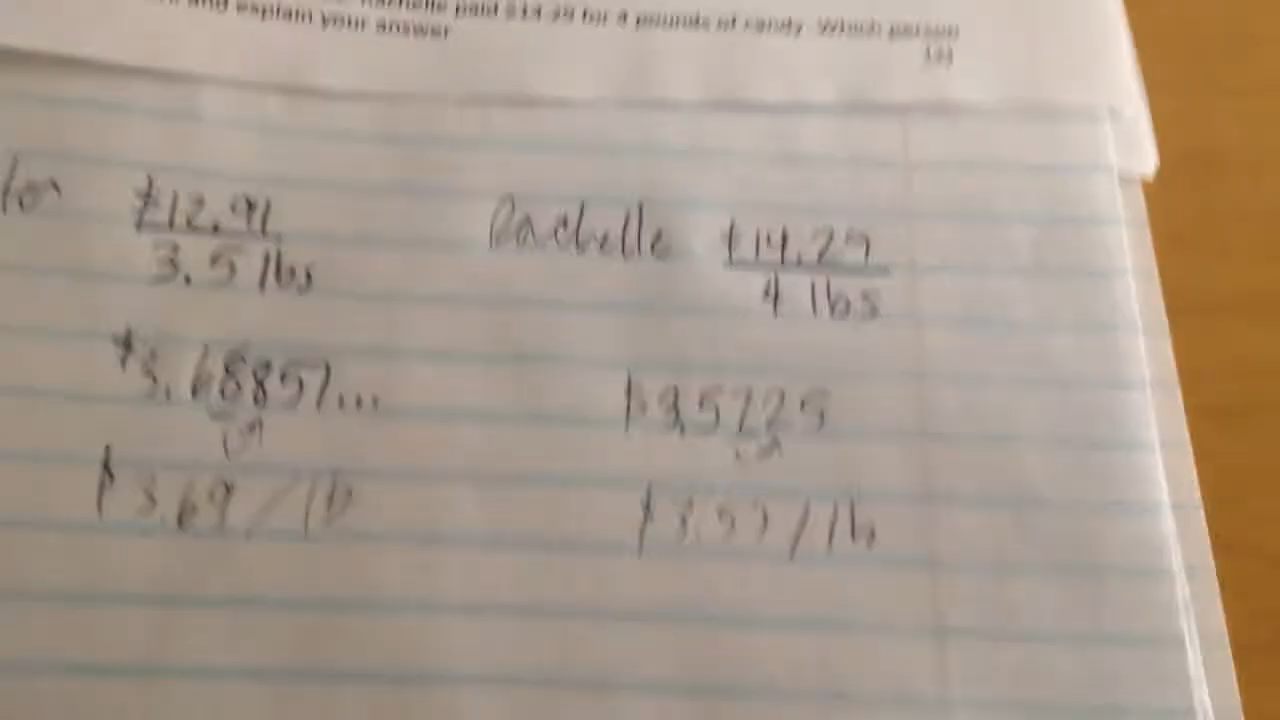 and explain your answer
Rachelle paid $14.29 for 4 pounds of candy. Which person
lor $12.91
3.5 lbs
Rachelle $14.29
4 lbs
$3.68857...
$3.5725
$3.69/lb
$3.57/lb